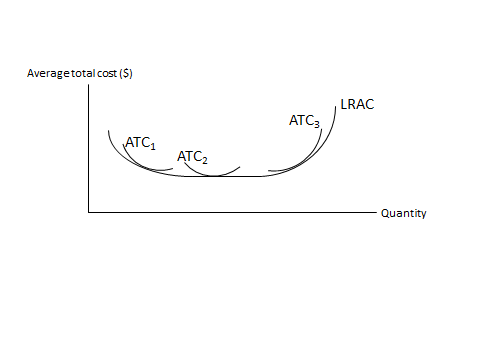 Average total cost ($)
LRAC
ATC₃
ATC₁
ATC₂
Quantity